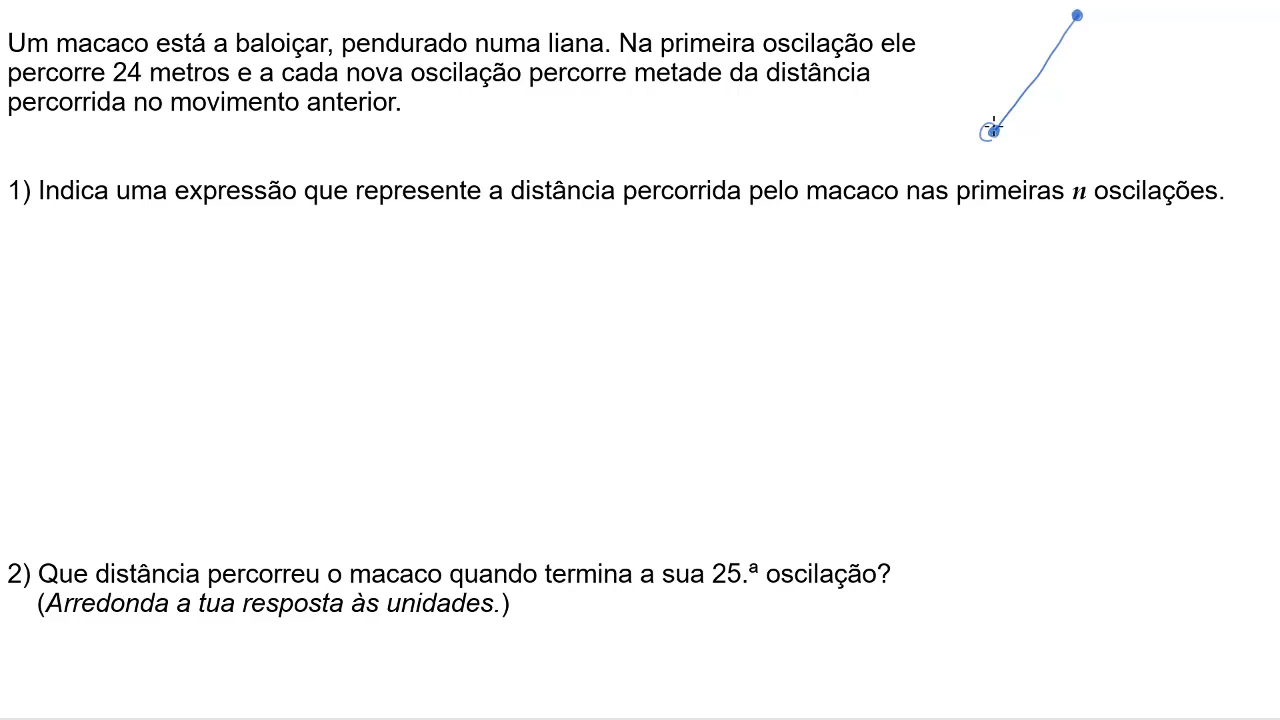 Um macaco está a baloiçar, pendurado numa liana. Na primeira oscilação ele
percorre 24 metros e a cada nova oscilação percorre metade da distância
percorrida no movimento anterior.
1) Indica uma expressão que represente a distância percorrida pelo macaco nas primeiras n oscilações.
2) Que distância percorreu o macaco quando termina a sua 25.ª oscilação?
(Arredonda a tua resposta às unidades.)